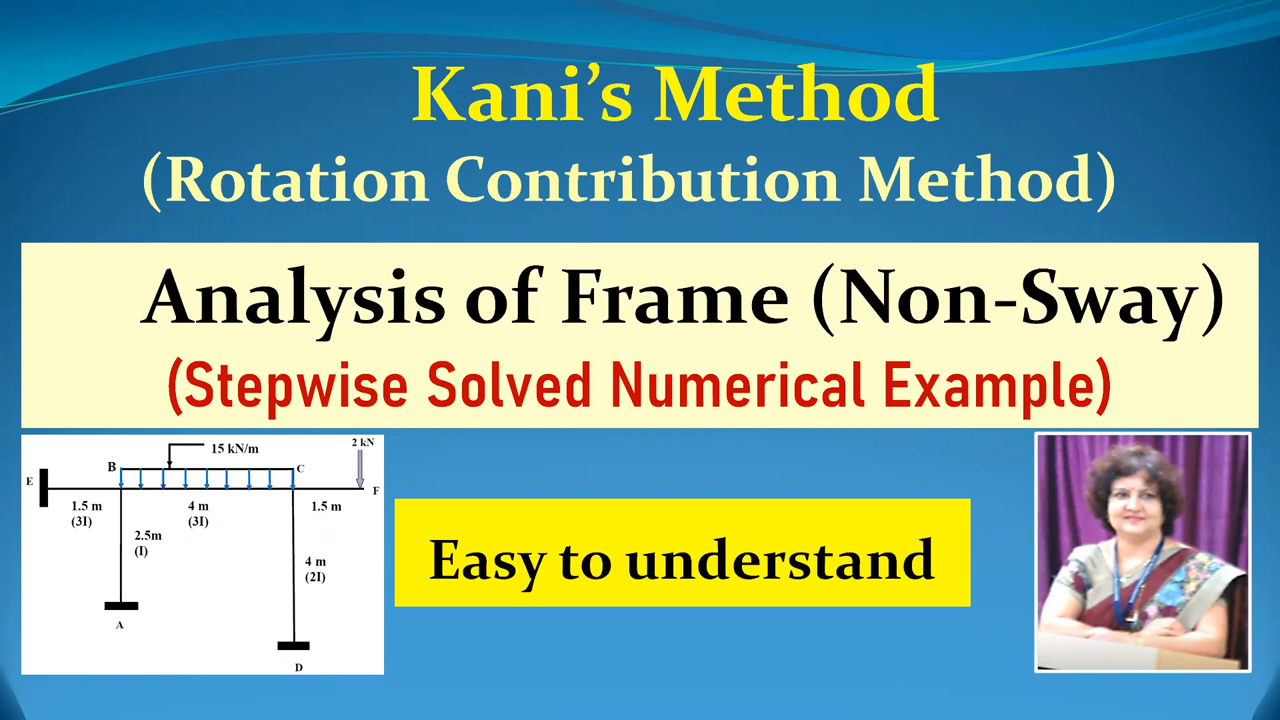 Kani's Method
(Rotation Contribution Method)
Analysis of Frame (Non-Sway)
(Stepwise Solved Numerical Example)
15 kN/m
2 kN
B
C
E
F
1.5 m
(3I)
4 m
(3I)
1.5 m
2.5m
(I)
4 m
(2I)
A
D
Easy to understand